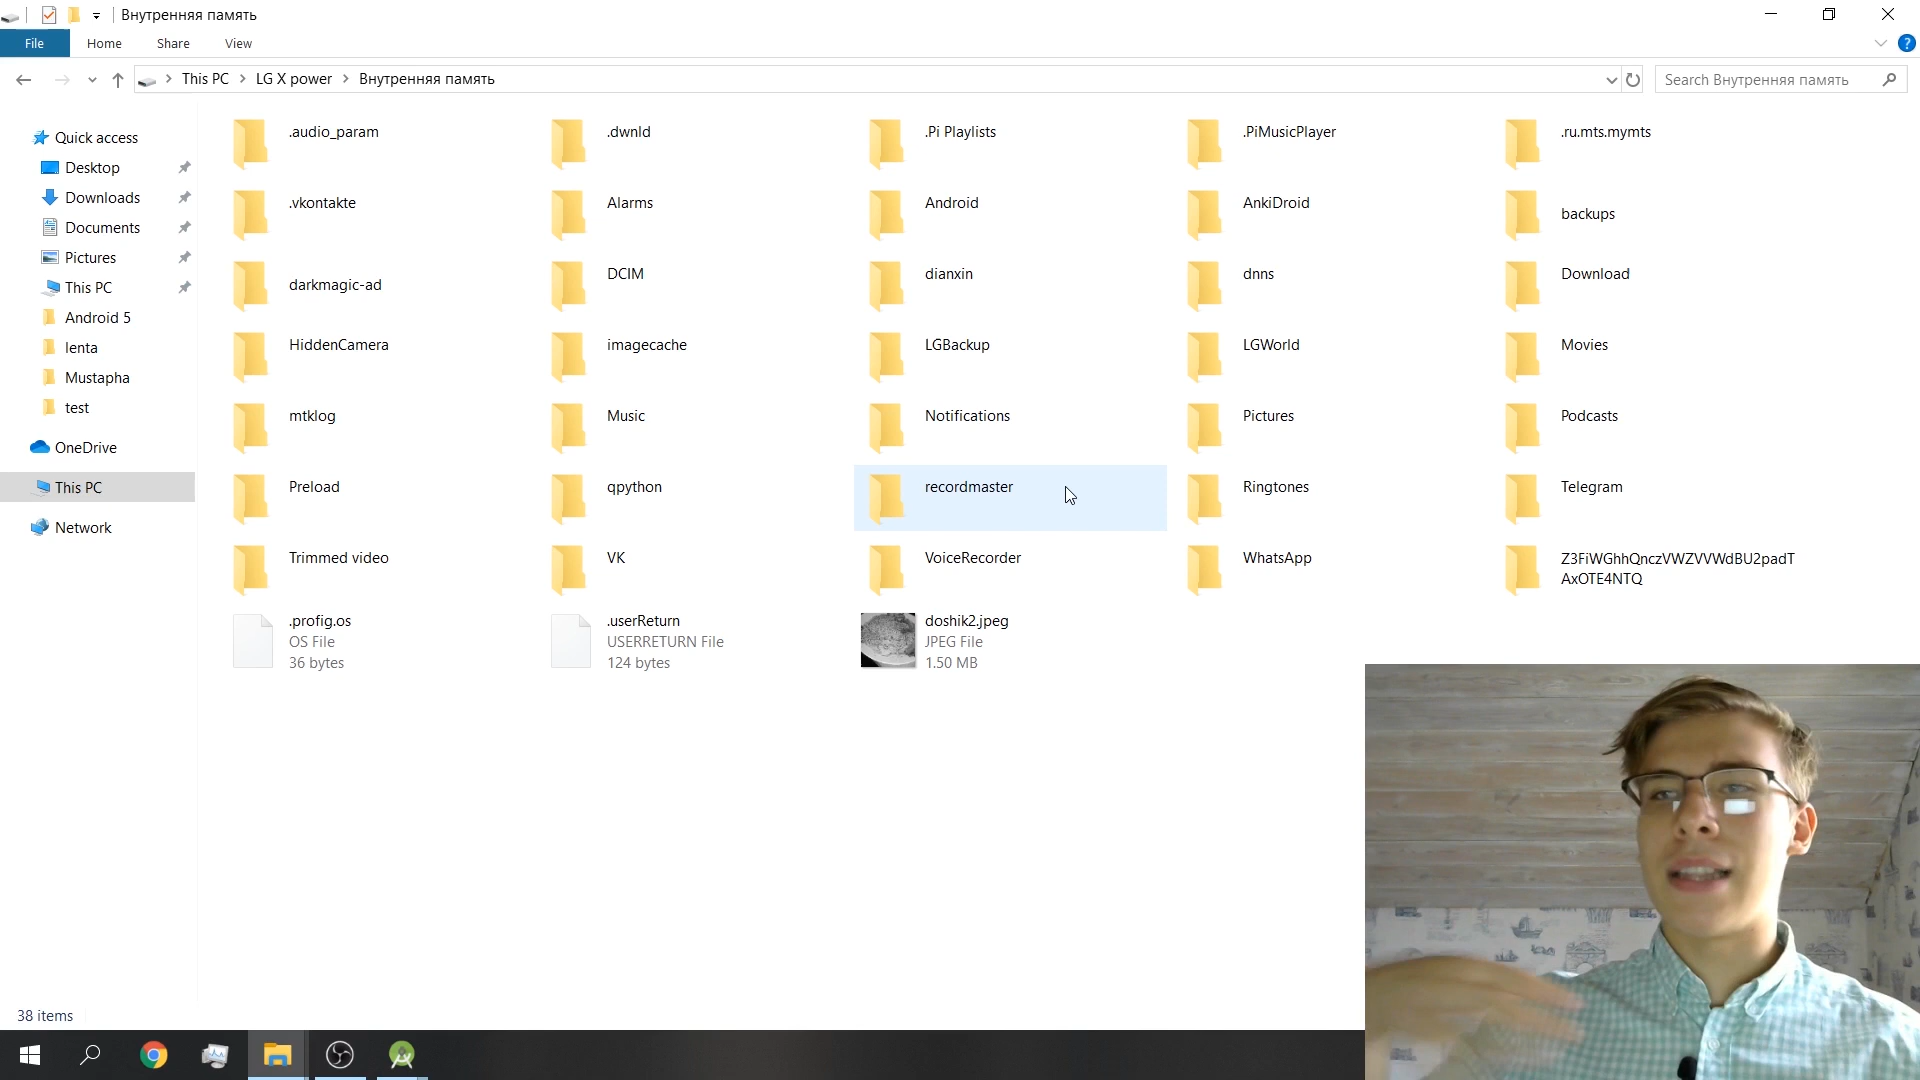 Внутренняя память
File Home Share View
This PC LG X power Внутренняя память
Search Внутренняя память
Quick access
Desktop
Downloads
Documents
Pictures
This PC
Android 5
lenta
Mustapha
test
OneDrive
This PC
Network
.audio_param .dwnld .Pi Playlists .PiMusicPlayer .ru.mts.mymts
.vkontakte Alarms Android AnkiDroid backups
darkmagic-ad DCIM dianxin dnns Download
HiddenCamera imagecache LGBackup LGWorld Movies
mtklog Music Notifications Pictures Podcasts
Preload qpython recordmaster Ringtones Telegram
Trimmed video VK VoiceRecorder WhatsApp Z3FiWGhhQnczVWZVVWdBU2padT
AxOTE4NTQ
.profig.os .userReturn doshik2.jpeg
OS File USERRETURN File JPEG File
36 bytes 124 bytes 1.50 MB
38 items